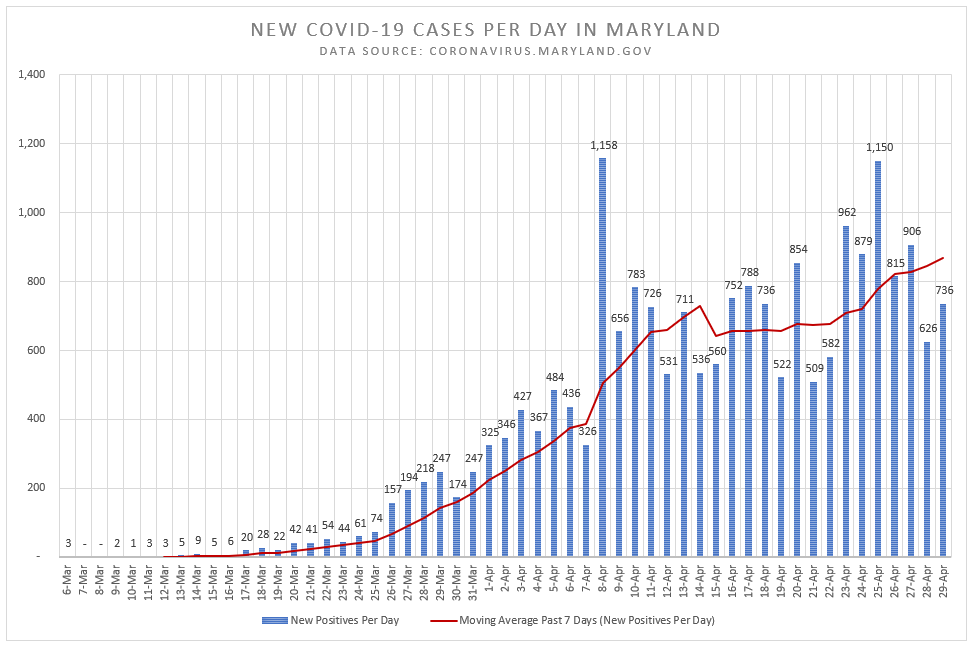 NEW COVID-19 CASES PER DAY IN MARYLAND
DATA SOURCE: CORONAVIRUS.MARYLAND.GOV
1,400
1,200
1,000
800
600
400
200
-
3 - - 2 1 3 3 5 9 5 6 20 28 22 42 41 54 44 61 74 157 194 218 247 174 247 325 346 427 367 484 436 326 1,158 656 783 726 531 711 536 560 752 788 736 522 854 509 582 962 879 1,150 815 906 626 736
6-Mar 7-Mar 8-Mar 9-Mar 10-Mar 11-Mar 12-Mar 13-Mar 14-Mar 15-Mar 16-Mar 17-Mar 18-Mar 19-Mar 20-Mar 21-Mar 22-Mar 23-Mar 24-Mar 25-Mar 26-Mar 27-Mar 28-Mar 29-Mar 30-Mar 31-Mar 1-Apr 2-Apr 3-Apr 4-Apr 5-Apr 6-Apr 7-Apr 8-Apr 9-Apr 10-Apr 11-Apr 12-Apr 13-Apr 14-Apr 15-Apr 16-Apr 17-Apr 18-Apr 19-Apr 20-Apr 21-Apr 22-Apr 23-Apr 24-Apr 25-Apr 26-Apr 27-Apr 28-Apr 29-Apr
New Positives Per Day Moving Average Past 7 Days (New Positives Per Day)